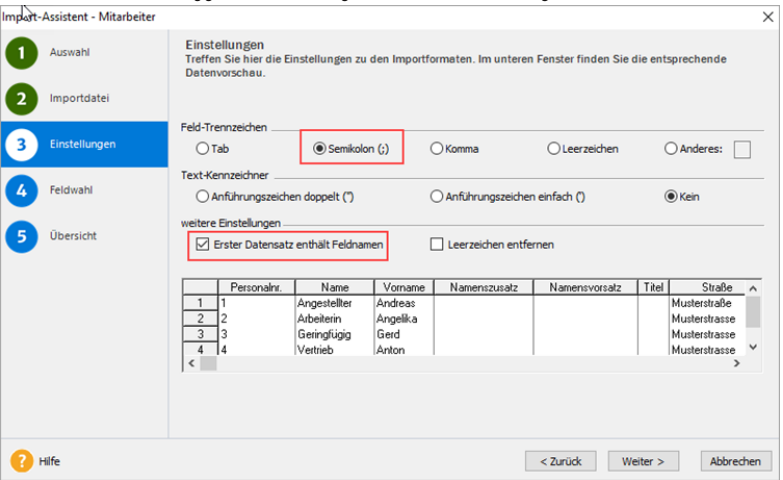 Import-Assistent - Mitarbeiter
1 Auswahl
2 Importdatei
3 Einstellungen
4 Feldwahl
5 Übersicht
Einstellungen
Treffen Sie hier die Einstellungen zu den Importformaten. Im unteren Fenster finden Sie die entsprechende
Datenvorschau.
Feld-Trennzeichen
Tab Semikolon (;) Komma Leerzeichen Anderes:
Text-Kennzeichner
Anführungszeichen doppelt (") Anführungszeichen einfach (') Kein
weitere Einstellungen
Erster Datensatz enthält Feldnamen Leerzeichen entfernen
Personalnr. Name Vorname Namenszusatz Namensvorsatz Titel Straße
1 1 Angestellter Andreas Musterstraße
2 2 Arbeiterin Angelika Musterstrasse
3 3 Geringfügig Gerd Musterstrasse
4 4 Vertrieb Anton Musterstrasse
? Hilfe < Zurück Weiter > Abbrechen